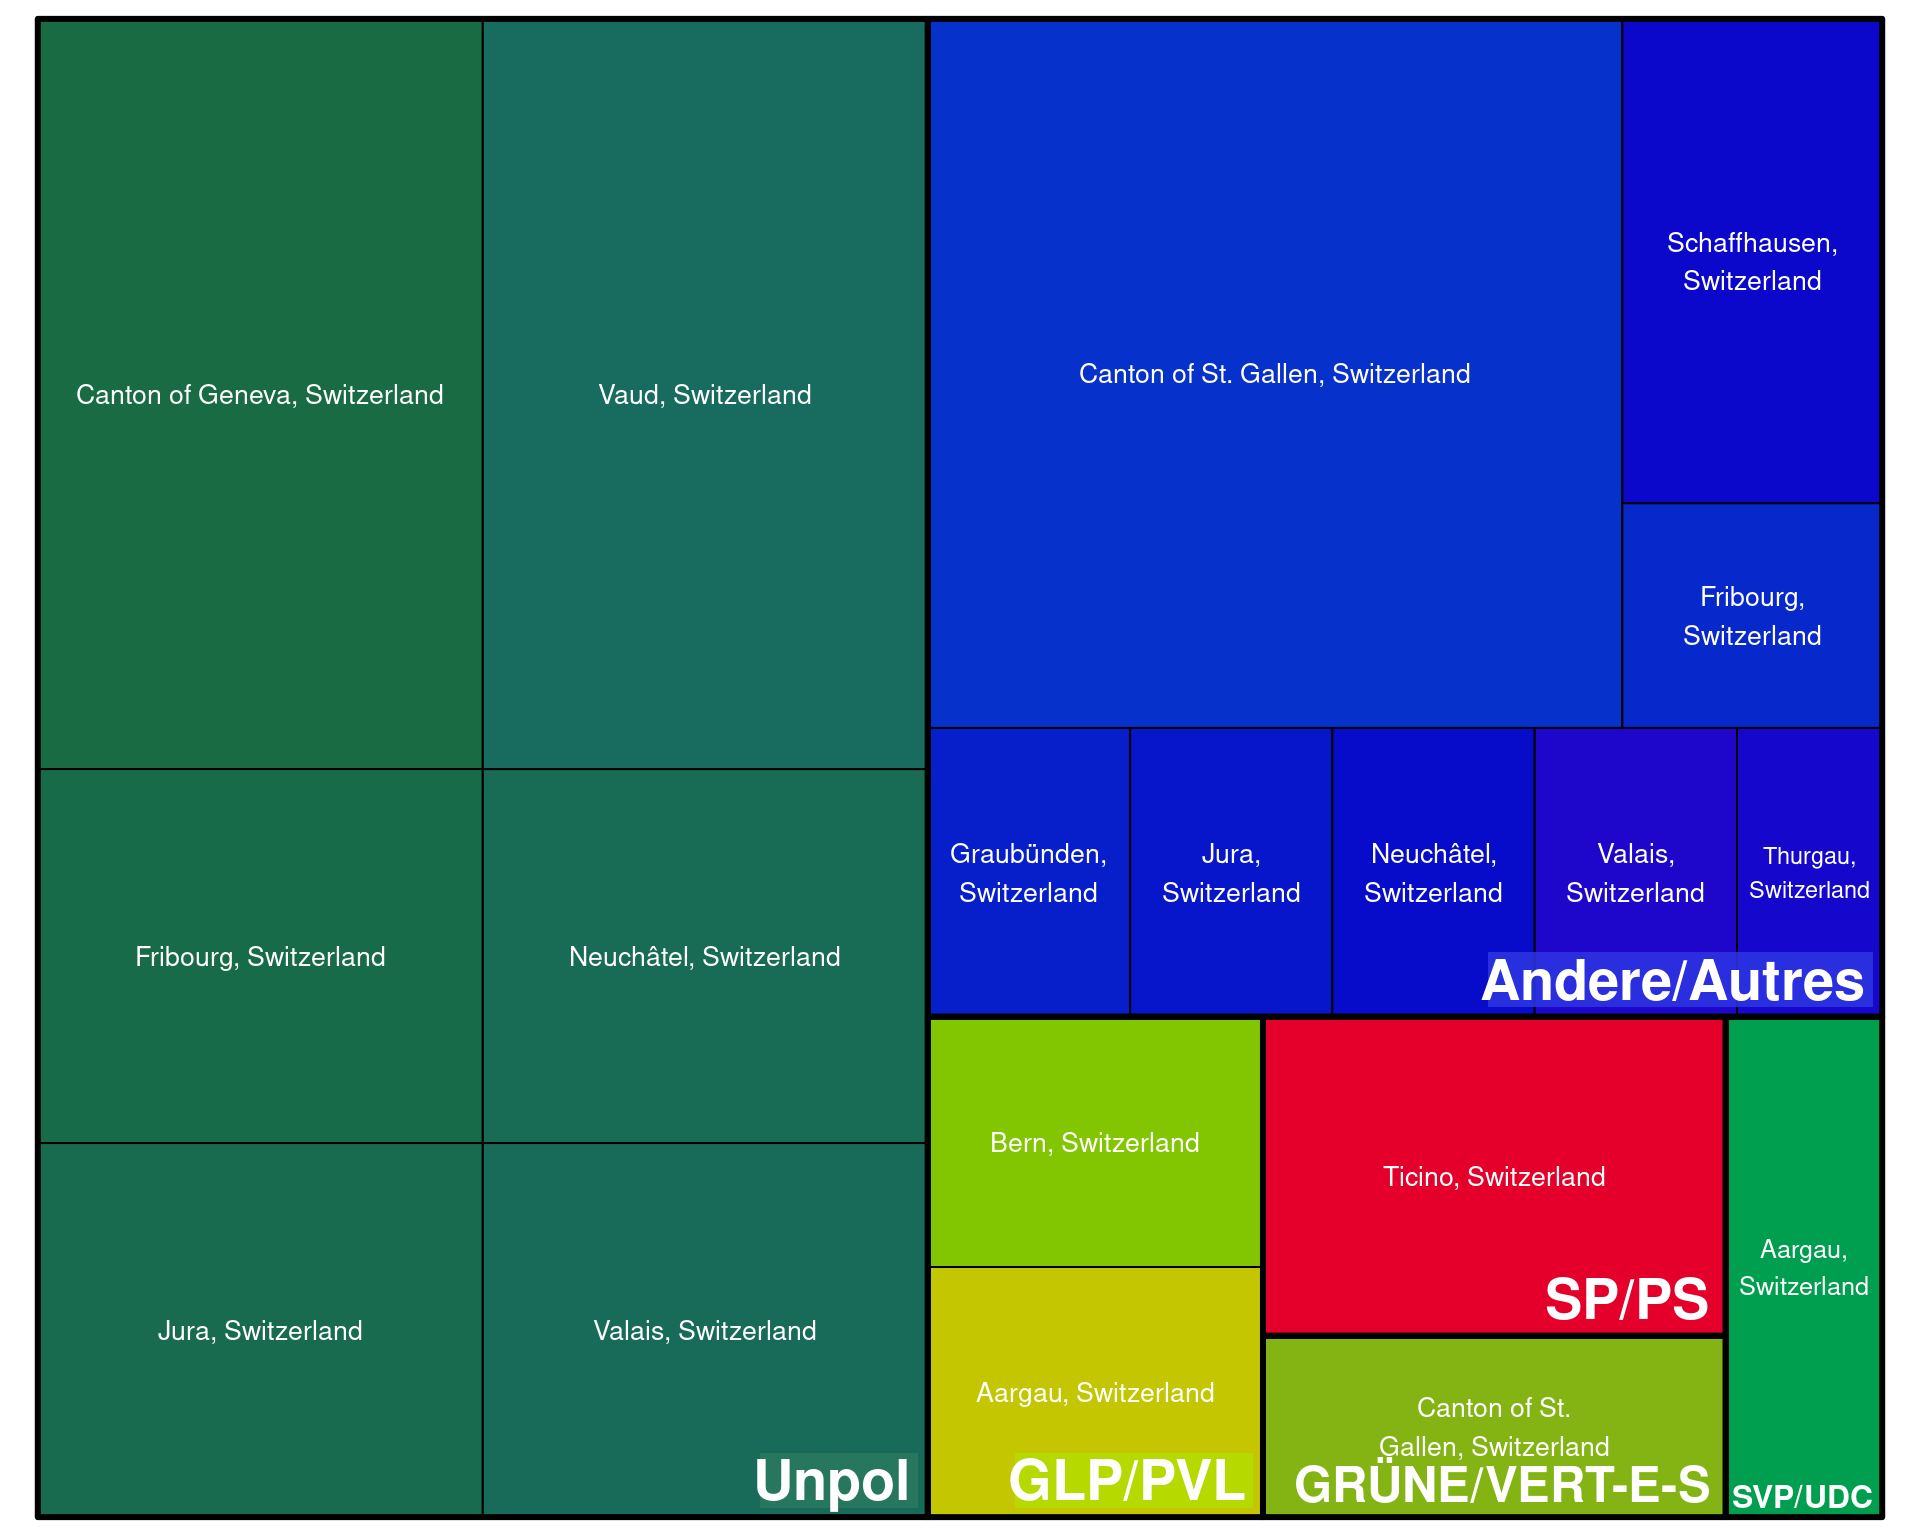 Canton of Geneva, Switzerland
Vaud, Switzerland
Fribourg, Switzerland
Neuchâtel, Switzerland
Jura, Switzerland
Valais, Switzerland
Unpol
Canton of St. Gallen, Switzerland
Schaffhausen,
Switzerland
Fribourg,
Switzerland
Graubünden,
Switzerland
Jura,
Switzerland
Neuchâtel,
Switzerland
Valais,
Switzerland
Thurgau,
Switzerland
Andere/Autres
Bern, Switzerland
Aargau, Switzerland
GLP/PVL
Ticino, Switzerland
SP/PS
Canton of St.
Gallen, Switzerland
GRÜNE/VERT-E-S
Aargau,
Switzerland
SVP/UDC